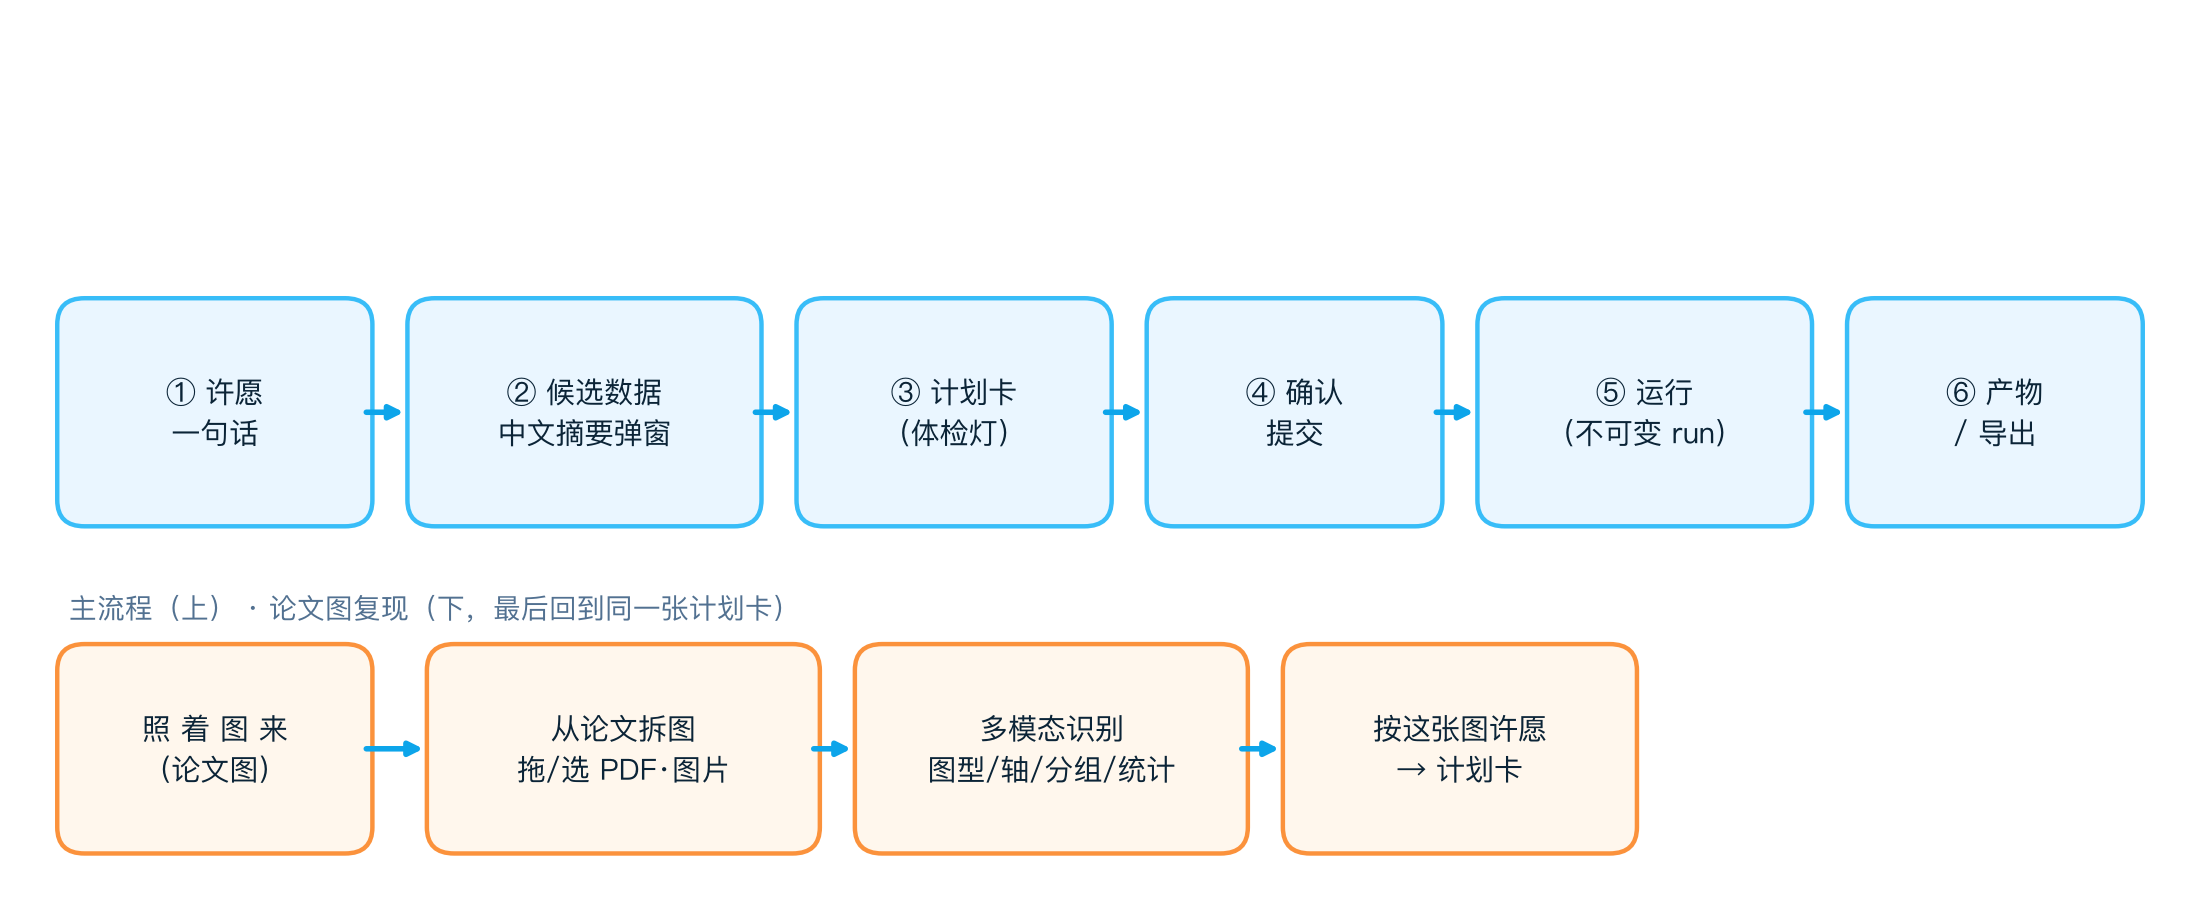 ① 许愿
一句话
② 候选数据
中文摘要弹窗
③ 计划卡
（体检灯）
④ 确认
提交
⑤ 运行
（不可变 run）
⑥ 产物
/ 导出
主流程（上） · 论文图复现（下，最后回到同一张计划卡）
照 着 图 来
（论文图）
从论文拆图
拖/选 PDF·图片
多模态识别
图型/轴/分组/统计
按这张图许愿
→ 计划卡